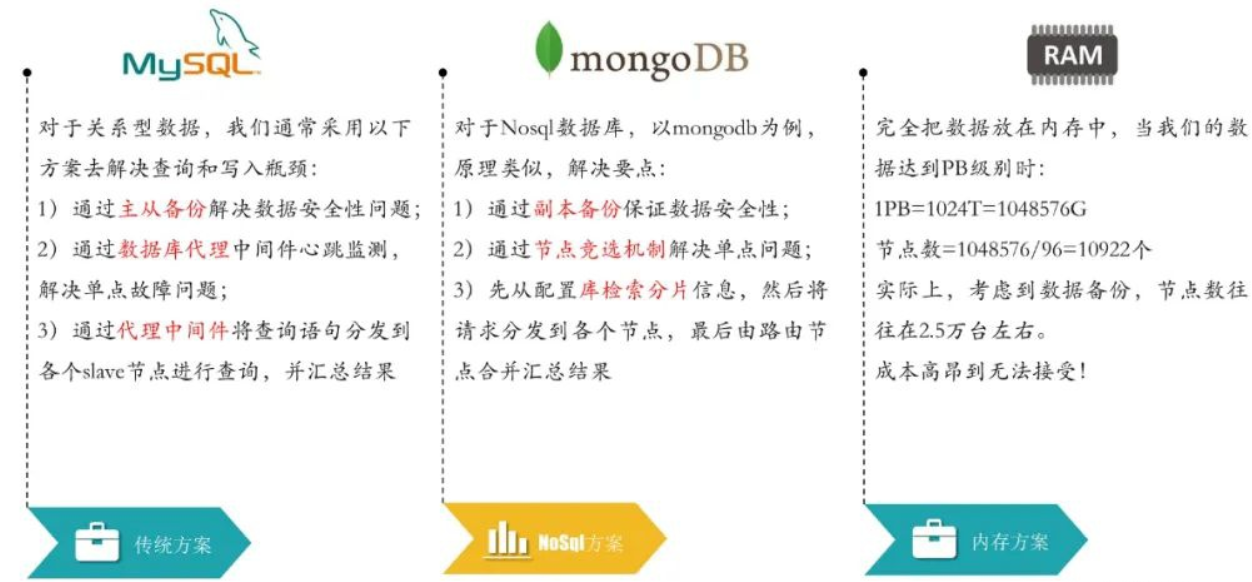 MySQL
对于关系型数据，我们通常采用以下
方案去解决查询和写入瓶颈：
1）通过主从备份解决数据安全性问题；
2）通过数据库代理中间件心跳监测，
解决单点故障问题；
3）通过代理中间件将查询语句分发到
各个slave节点进行查询，并汇总结果
传统方案
mongoDB
对于Nosql数据库，以mongodb为例，
原理类似，解决要点：
1）通过副本备份保证数据安全性；
2）通过节点竞选机制解决单点问题；
3）先从配置库检索分片信息，然后将
请求分发到各个节点，最后由路由节
点合并汇总结果
NoSql方案
RAM
完全把数据放在内存中，当我们的数
据达到PB级别时：
1PB=1024T=1048576G
节点数=1048576/96=10922个
实际上，考虑到数据备份，节点数往
往在2.5万台左右。
成本高昂到无法接受！
内存方案